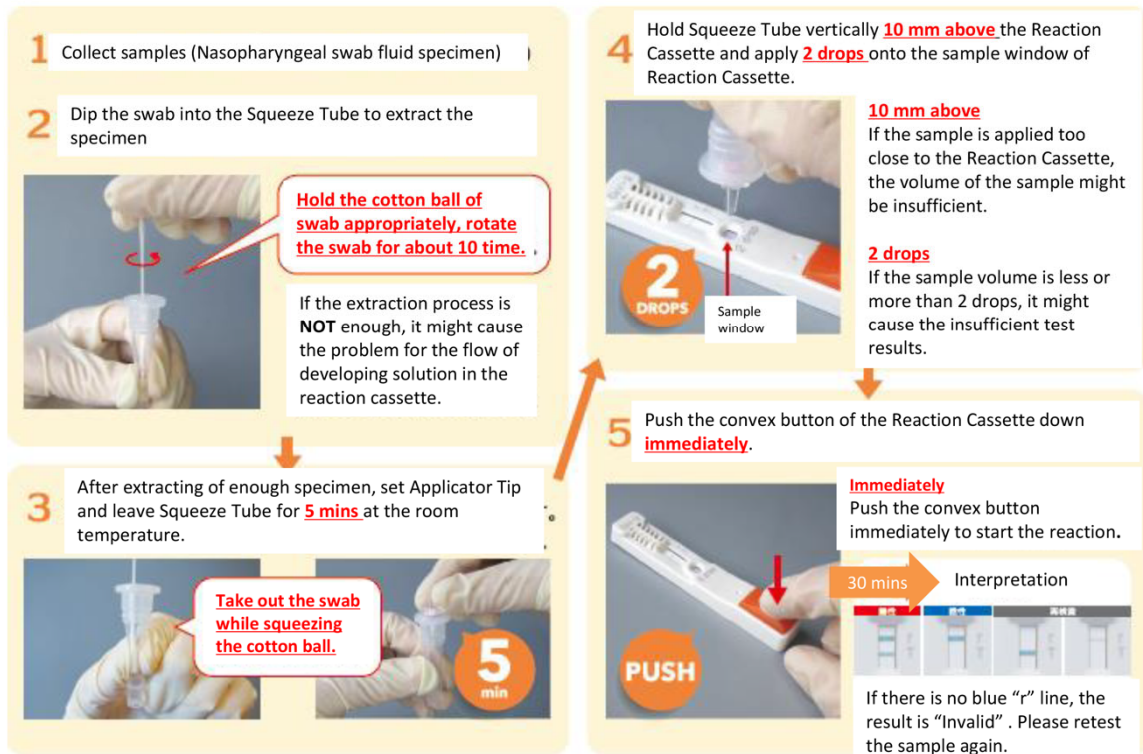 1 Collect samples (Nasopharyngeal swab fluid specimen)
2 Dip the swab into the Squeeze Tube to extract the
specimen
Hold the cotton ball of
swab appropriately, rotate
the swab for about 10 time.
If the extraction process is
NOT enough, it might cause
the problem for the flow of
developing solution in the
reaction cassette.
3 After extracting of enough specimen, set Applicator Tip
and leave Squeeze Tube for 5 mins at the room
temperature.
Take out the swab
while squeezing
the cotton ball.
5
min
4 Hold Squeeze Tube vertically 10 mm above the Reaction
Cassette and apply 2 drops onto the sample window of
Reaction Cassette.
2
DROPS
Sample
window
10 mm above
If the sample is applied too
close to the Reaction Cassette,
the volume of the sample might
be insufficient.
2 drops
If the sample volume is less or
more than 2 drops, it might
cause the insufficient test
results.
5 Push the convex button of the Reaction Cassette down
immediately.
PUSH
Immediately
Push the convex button
immediately to start the reaction.
30 mins
Interpretation
陽性 陰性 再検査
If there is no blue “r” line, the
result is “Invalid” . Please retest
the sample again.